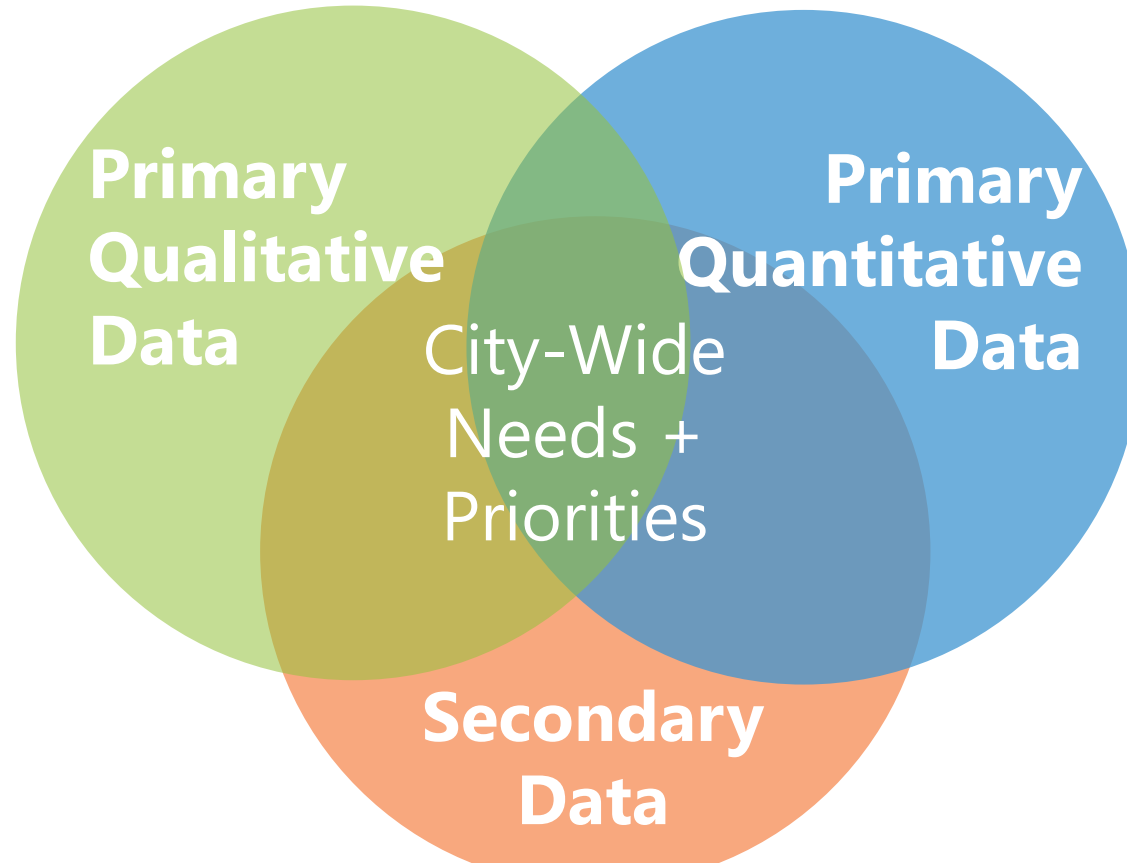 Primary
Qualitative
Data
Primary
Quantitative
Data
City-Wide
Needs +
Priorities
Secondary
Data